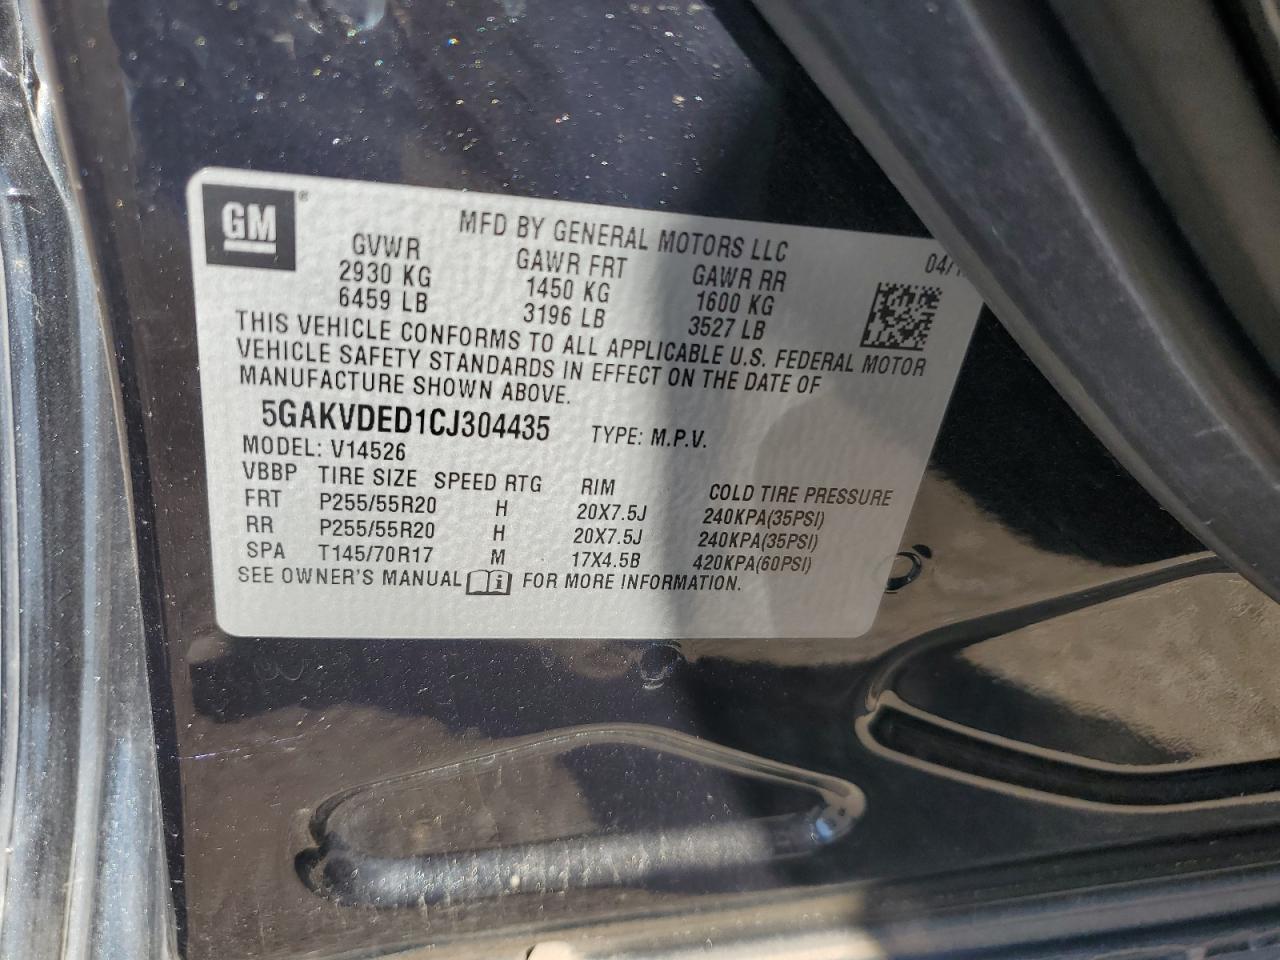 GM ®
MFD BY GENERAL MOTORS LLC
04/1
GVWR GAWR FRT GAWR RR
2930 KG 1450 KG 1600 KG
6459 LB 3196 LB 3527 LB
THIS VEHICLE CONFORMS TO ALL APPLICABLE U.S. FEDERAL MOTOR
VEHICLE SAFETY STANDARDS IN EFFECT ON THE DATE OF
MANUFACTURE SHOWN ABOVE.
5GAKVDED1CJ304435 TYPE: M.P.V.
MODEL: V14526
VBBP TIRE SIZE SPEED RTG RIM COLD TIRE PRESSURE
FRT P255/55R20 H 20X7.5J 240KPA(35PSI)
RR P255/55R20 H 20X7.5J 240KPA(35PSI)
SPA T145/70R17 M 17X4.5B 420KPA(60PSI)
SEE OWNER'S MANUAL i FOR MORE INFORMATION.